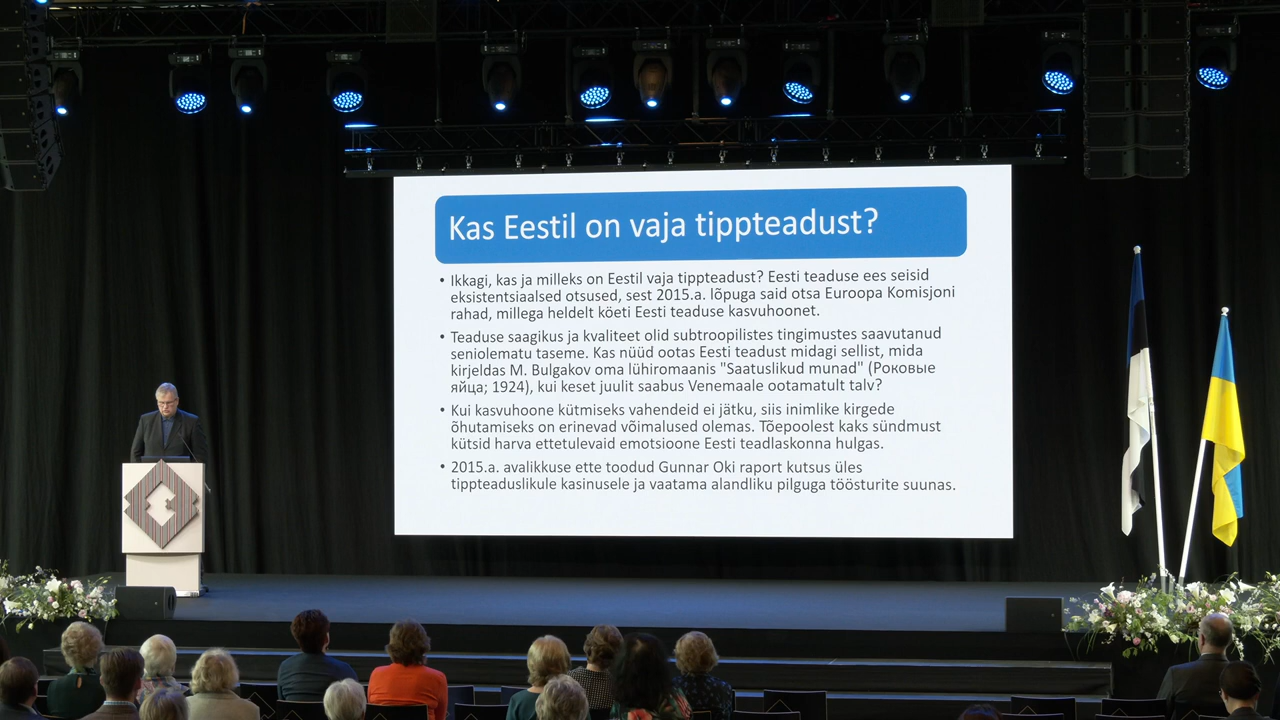 Kas Eestil on vaja tippteadust?
• Ikkagi, kas ja milleks on Eestil vaja tippteadust? Eesti teaduse ees seisid
eksistentsiaalsed otsused, sest 2015.a. lõpuga said otsa Euroopa Komisjoni
rahad, millega heldelt köeti Eesti teaduse kasvuhoonet.
• Teaduse saagikus ja kvaliteet olid subtroopilistes tingimustes saavutanud
seniolematu taseme. Kas nüüd ootas Eesti teadust midagi sellist, mida
kirjeldas M. Bulgakov oma lühiromaanis "Saatuslikud munad" (Роковые
яйца; 1924), kui keset juulit saabus Venemaale ootamatult talv?
• Kui kasvuhoone kütmiseks vahendeid ei jätku, siis inimlike kirgede
õhutamiseks on erinevad võimalused olemas. Tõepoolest kaks sündmust
kütsid harva ettetulevaid emotsioone Eesti teadlaskonna hulgas.
• 2015.a. avalikkuse ette toodud Gunnar Oki raport kutsus üles
tippteaduslikule kasinusele ja vaatama alandliku pilguga töösturite suunas.